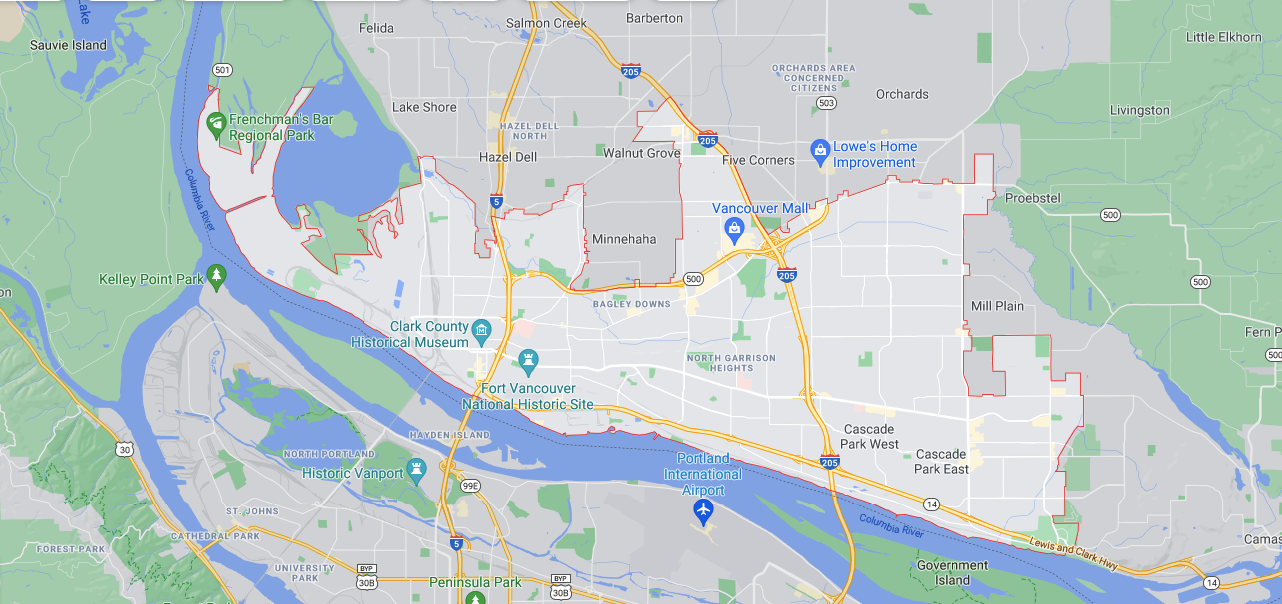 Lake
Felida
Salmon Creek
Barberton
Sauvie Island
Little Elkhorn
501
205
ORCHARDS AREA
CONCERNED
CITIZENS
Orchards
503
Lake Shore
Livingston
Frenchman's Bar
Regional Park
HAZEL DELL
NORTH
Hazel Dell
Walnut Grove
205
Five Corners
Lowe's Home
Improvement
Columbia River
5
Vancouver Mall
Proebstel
500
Minnehaha
Kelley Point Park
500
205
500
on
BAGLEY DOWNS
Mill Plain
Clark County
Historical Museum
Fern P
500
NORTH GARRISON
HEIGHTS
Fort Vancouver
National Historic Site
HAYDEN ISLAND
Cascade
Park West
30
NORTH PORTLAND
Historic Vanport
Portland
International
Airport
Cascade
Park East
205
99E
14
ST. JOHNS
CATHEDRAL PARK
Columbia River
FOREST PARK
5
Lewis and Clark Hwy
Camas
UNIVERSITY
PARK
BYP
30B
Peninsula Park
BYP
30B
Government
Island
14